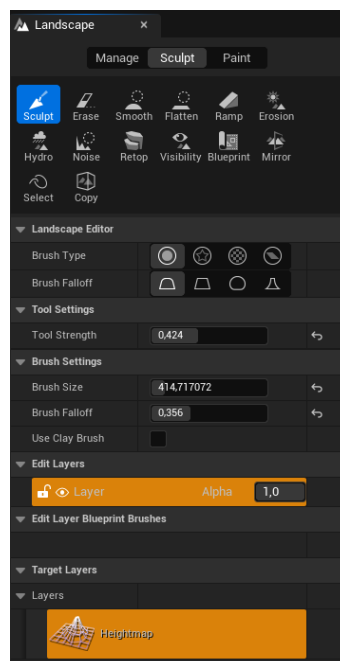 Landscape ×
Manage Sculpt Paint
Sculpt Erase Smooth Flatten Ramp Erosion
Hydro Noise Retop Visibility Blueprint Mirror
Select Copy
Landscape Editor
Brush Type
Brush Falloff
Tool Settings
Tool Strength 0,424
Brush Settings
Brush Size 414,717072
Brush Falloff 0,356
Use Clay Brush
Edit Layers
Layer Alpha 1,0
Edit Layer Blueprint Brushes
Target Layers
Layers
Heightmap